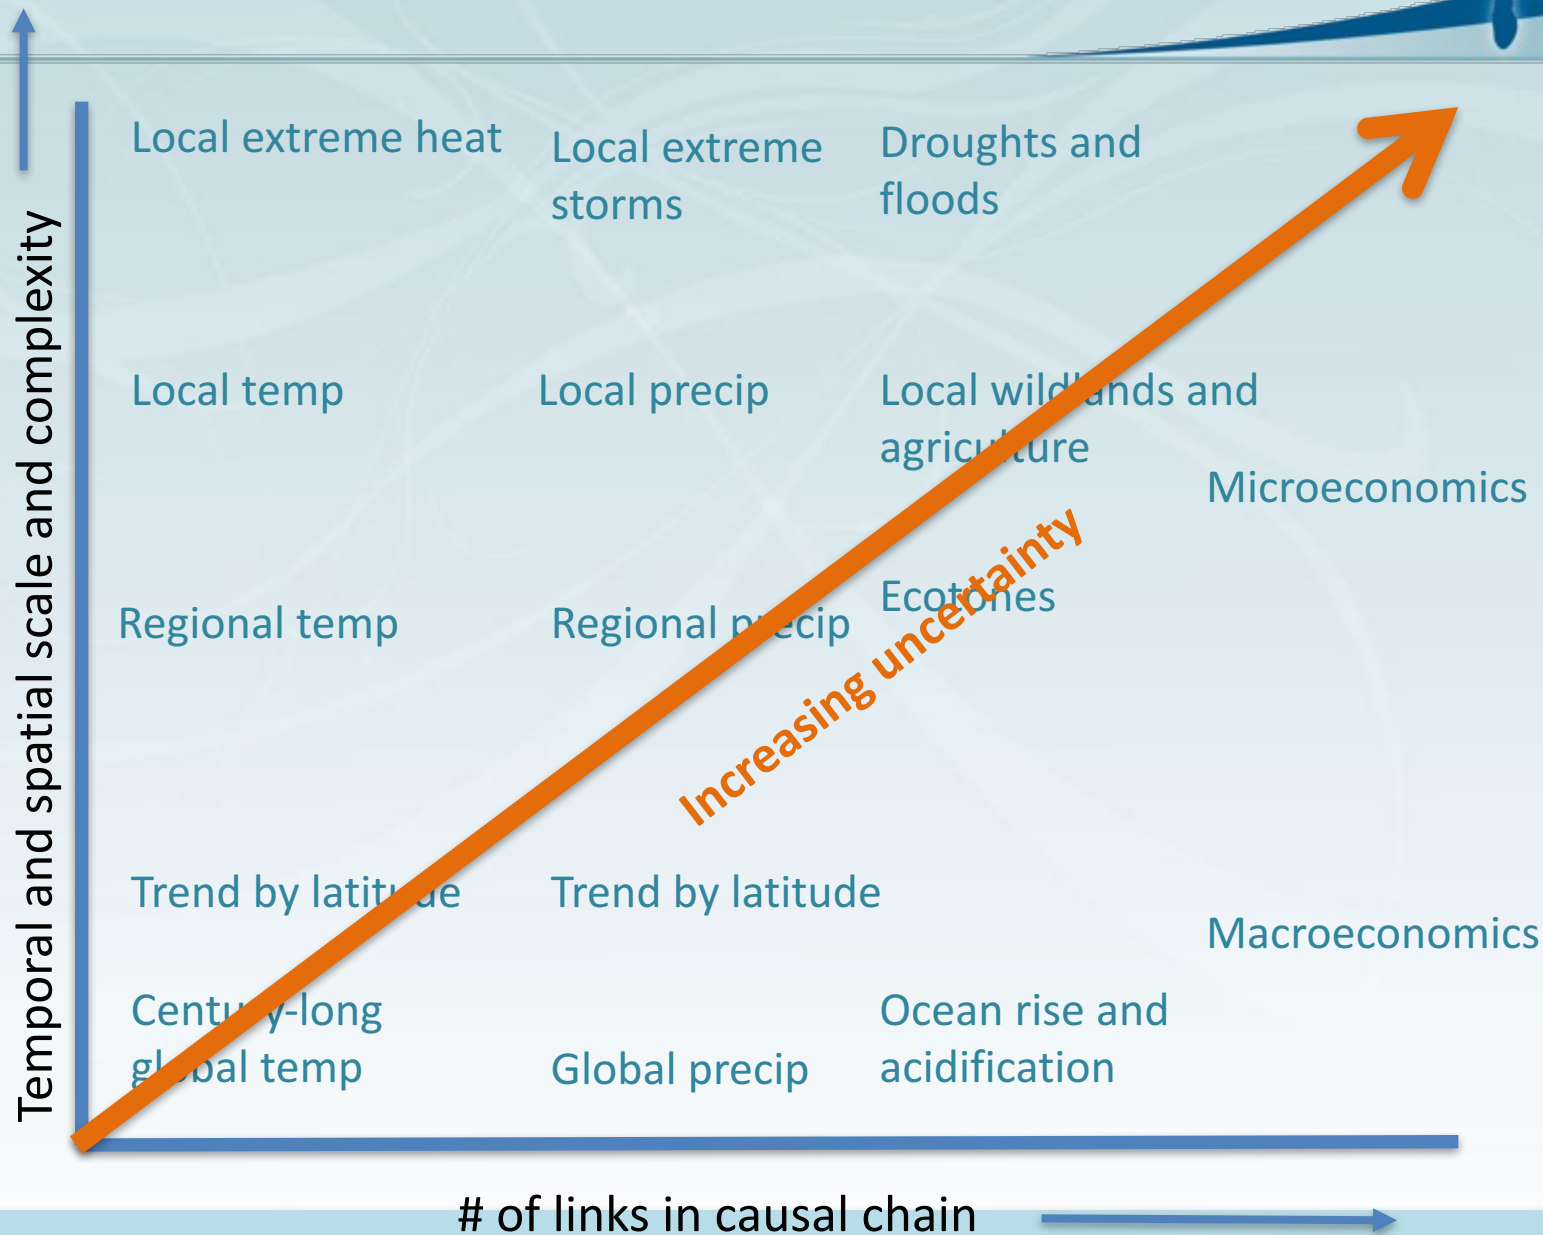 Temporal and spatial scale and complexity
Local extreme heat
Local extreme
storms
Droughts and
floods
Local temp
Local precip
Local wildlands and
agriculture
Microeconomics
Regional temp
Regional precip
Ecotones
Increasing uncertainty
Trend by latitude
Trend by latitude
Macroeconomics
Century-long
global temp
Global precip
Ocean rise and
acidification
# of links in causal chain